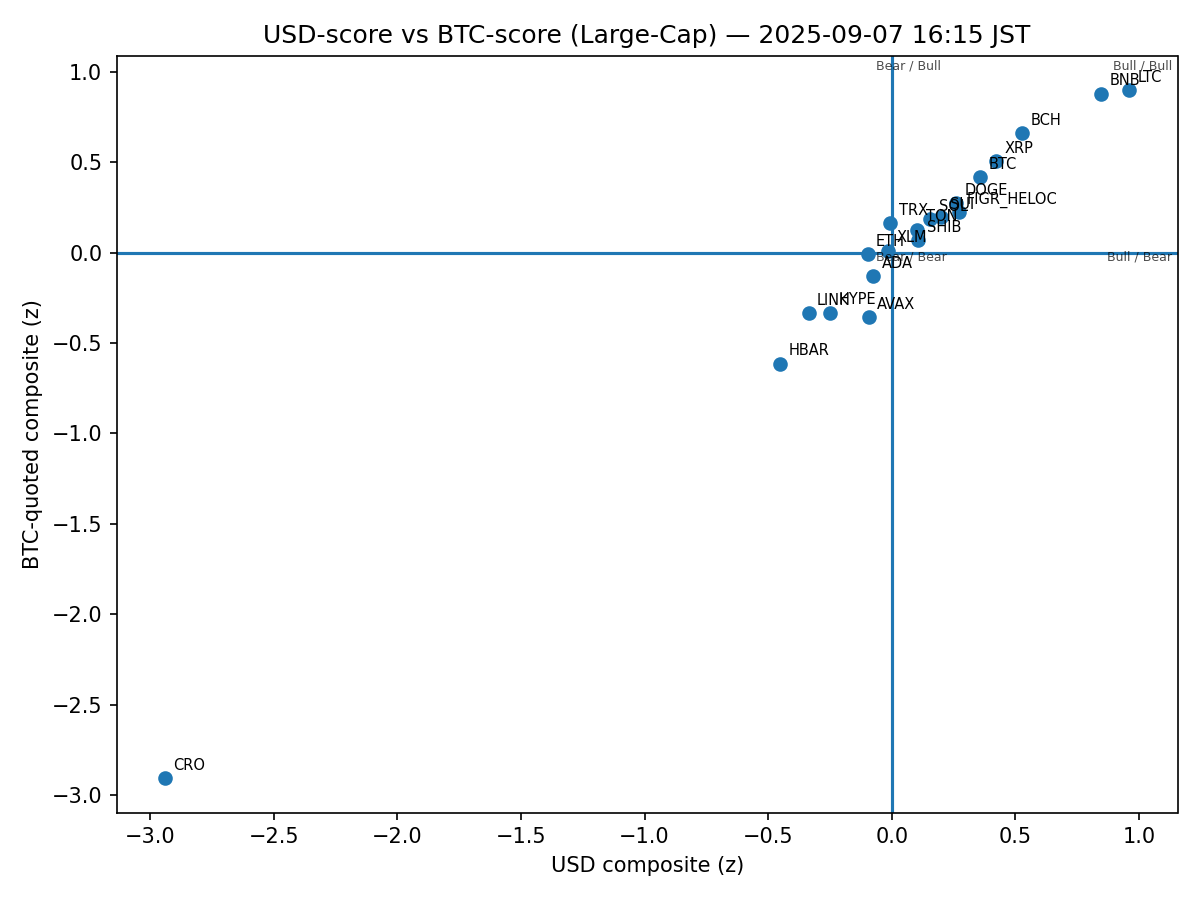 USD-score vs BTC-score (Large-Cap) — 2025-09-07 16:15 JST
Bear / Bull
Bull / Bull
BNB
LTC
BCH
XRP
BTC
DOGE
FIGR_HELOC
SUI
SOL
TON
TRX
SHIB
XLM
ETH
Bear / Bear
Bull / Bear
ADA
LINK
HYPE
AVAX
HBAR
CRO
1.0
0.5
0.0
−0.5
−1.0
−1.5
−2.0
−2.5
−3.0
BTC-quoted composite (z)
−3.0
−2.5
−2.0
−1.5
−1.0
−0.5
0.0
0.5
1.0
USD composite (z)